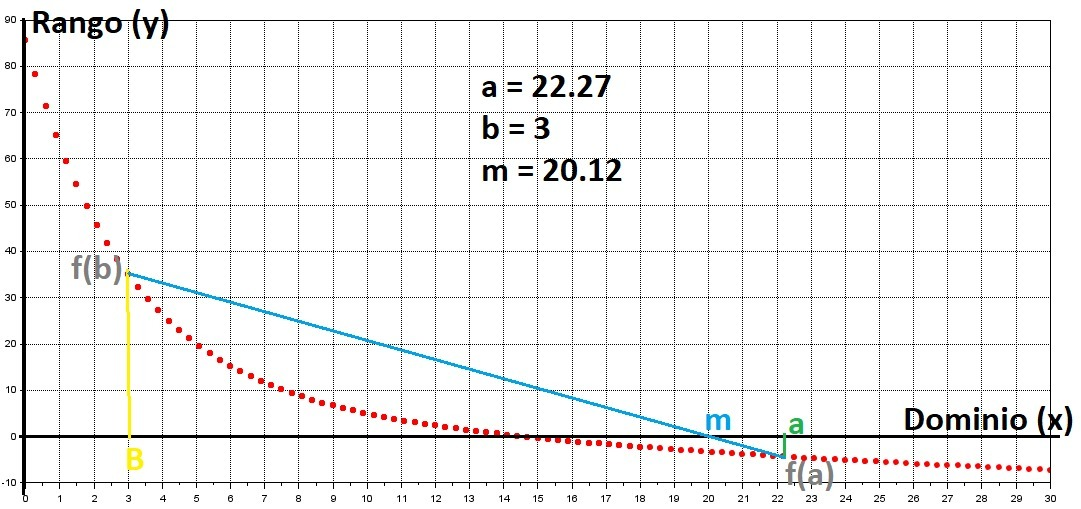 90 Rango (y)
80
a = 22.27
70
b = 3
60
m = 20.12
50
40
f(b)
30
20
10
m a Dominio (x)
0
B
f(a)
-10
0 1 2 3 4 5 6 7 8 9 10 11 12 13 14 15 16 17 18 19 20 21 22 23 24 25 26 27 28 29 30